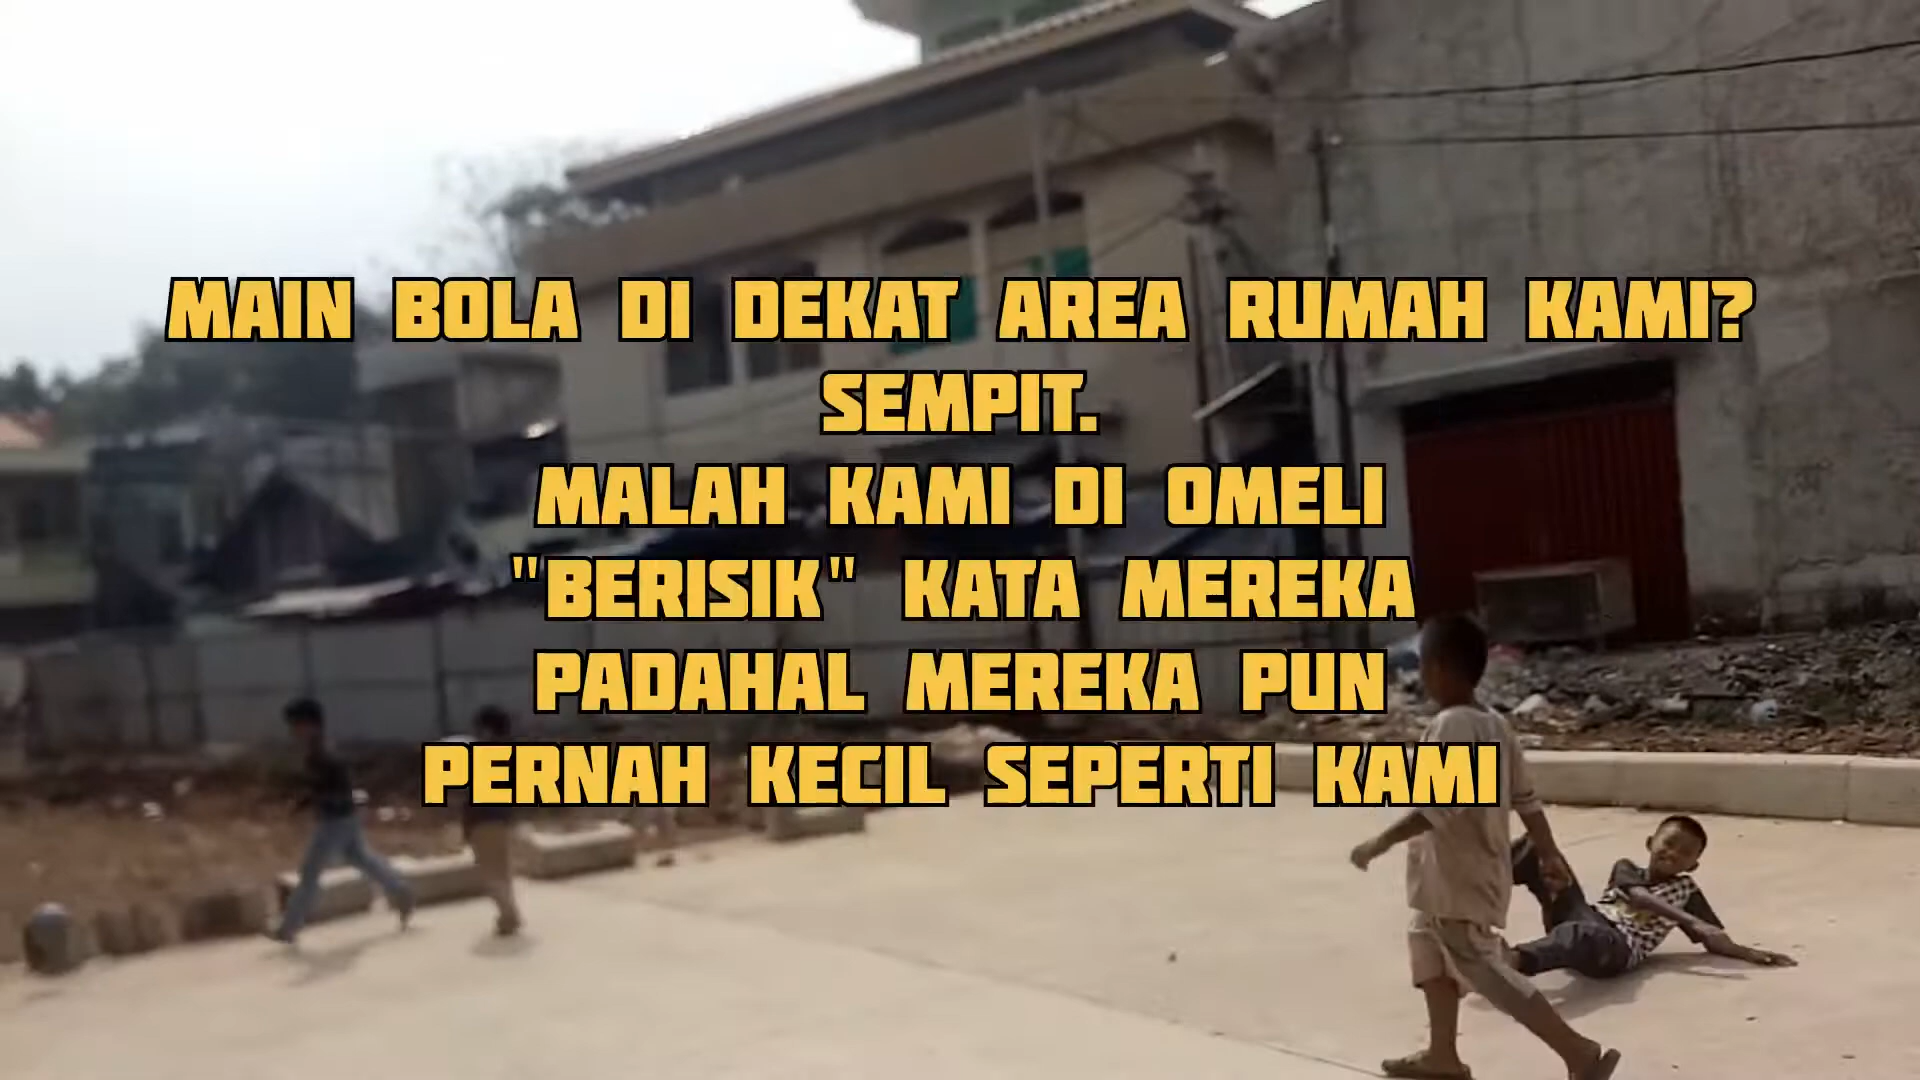 MAIN BOLA DI DEKAT AREA RUMAH KAMI?
SEMPIT.
MALAH KAMI DI OMELI
"BERISIK" KATA MEREKA
PADAHAL MEREKA PUN
PERNAH KECIL SEPERTI KAMI